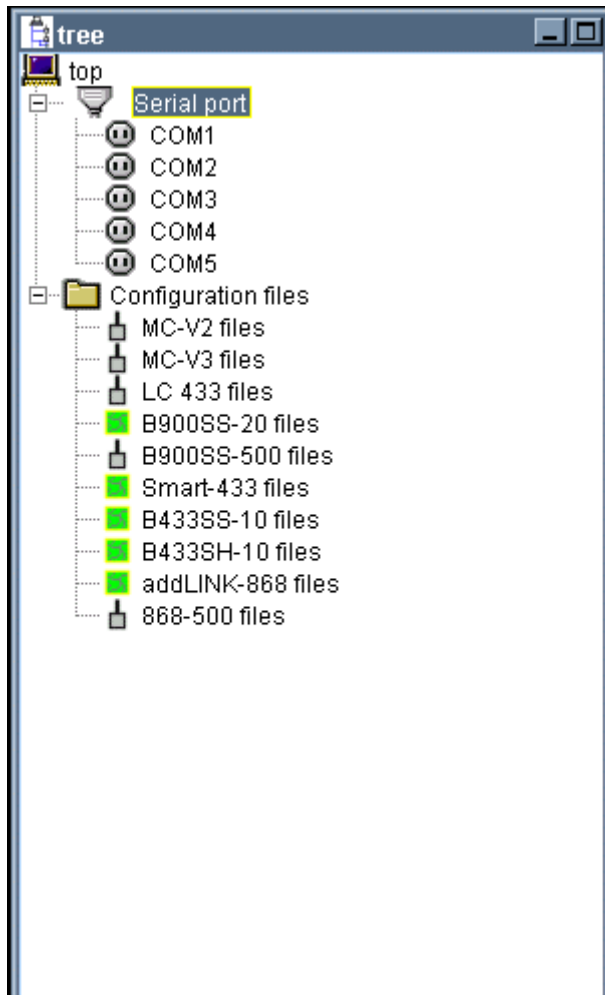 tree
top
Serial port
COM1
COM2
COM3
COM4
COM5
Configuration files
MC-V2 files
MC-V3 files
LC 433 files
B900SS-20 files
B900SS-500 files
Smart-433 files
B433SS-10 files
B433SH-10 files
addLINK-868 files
868-500 files